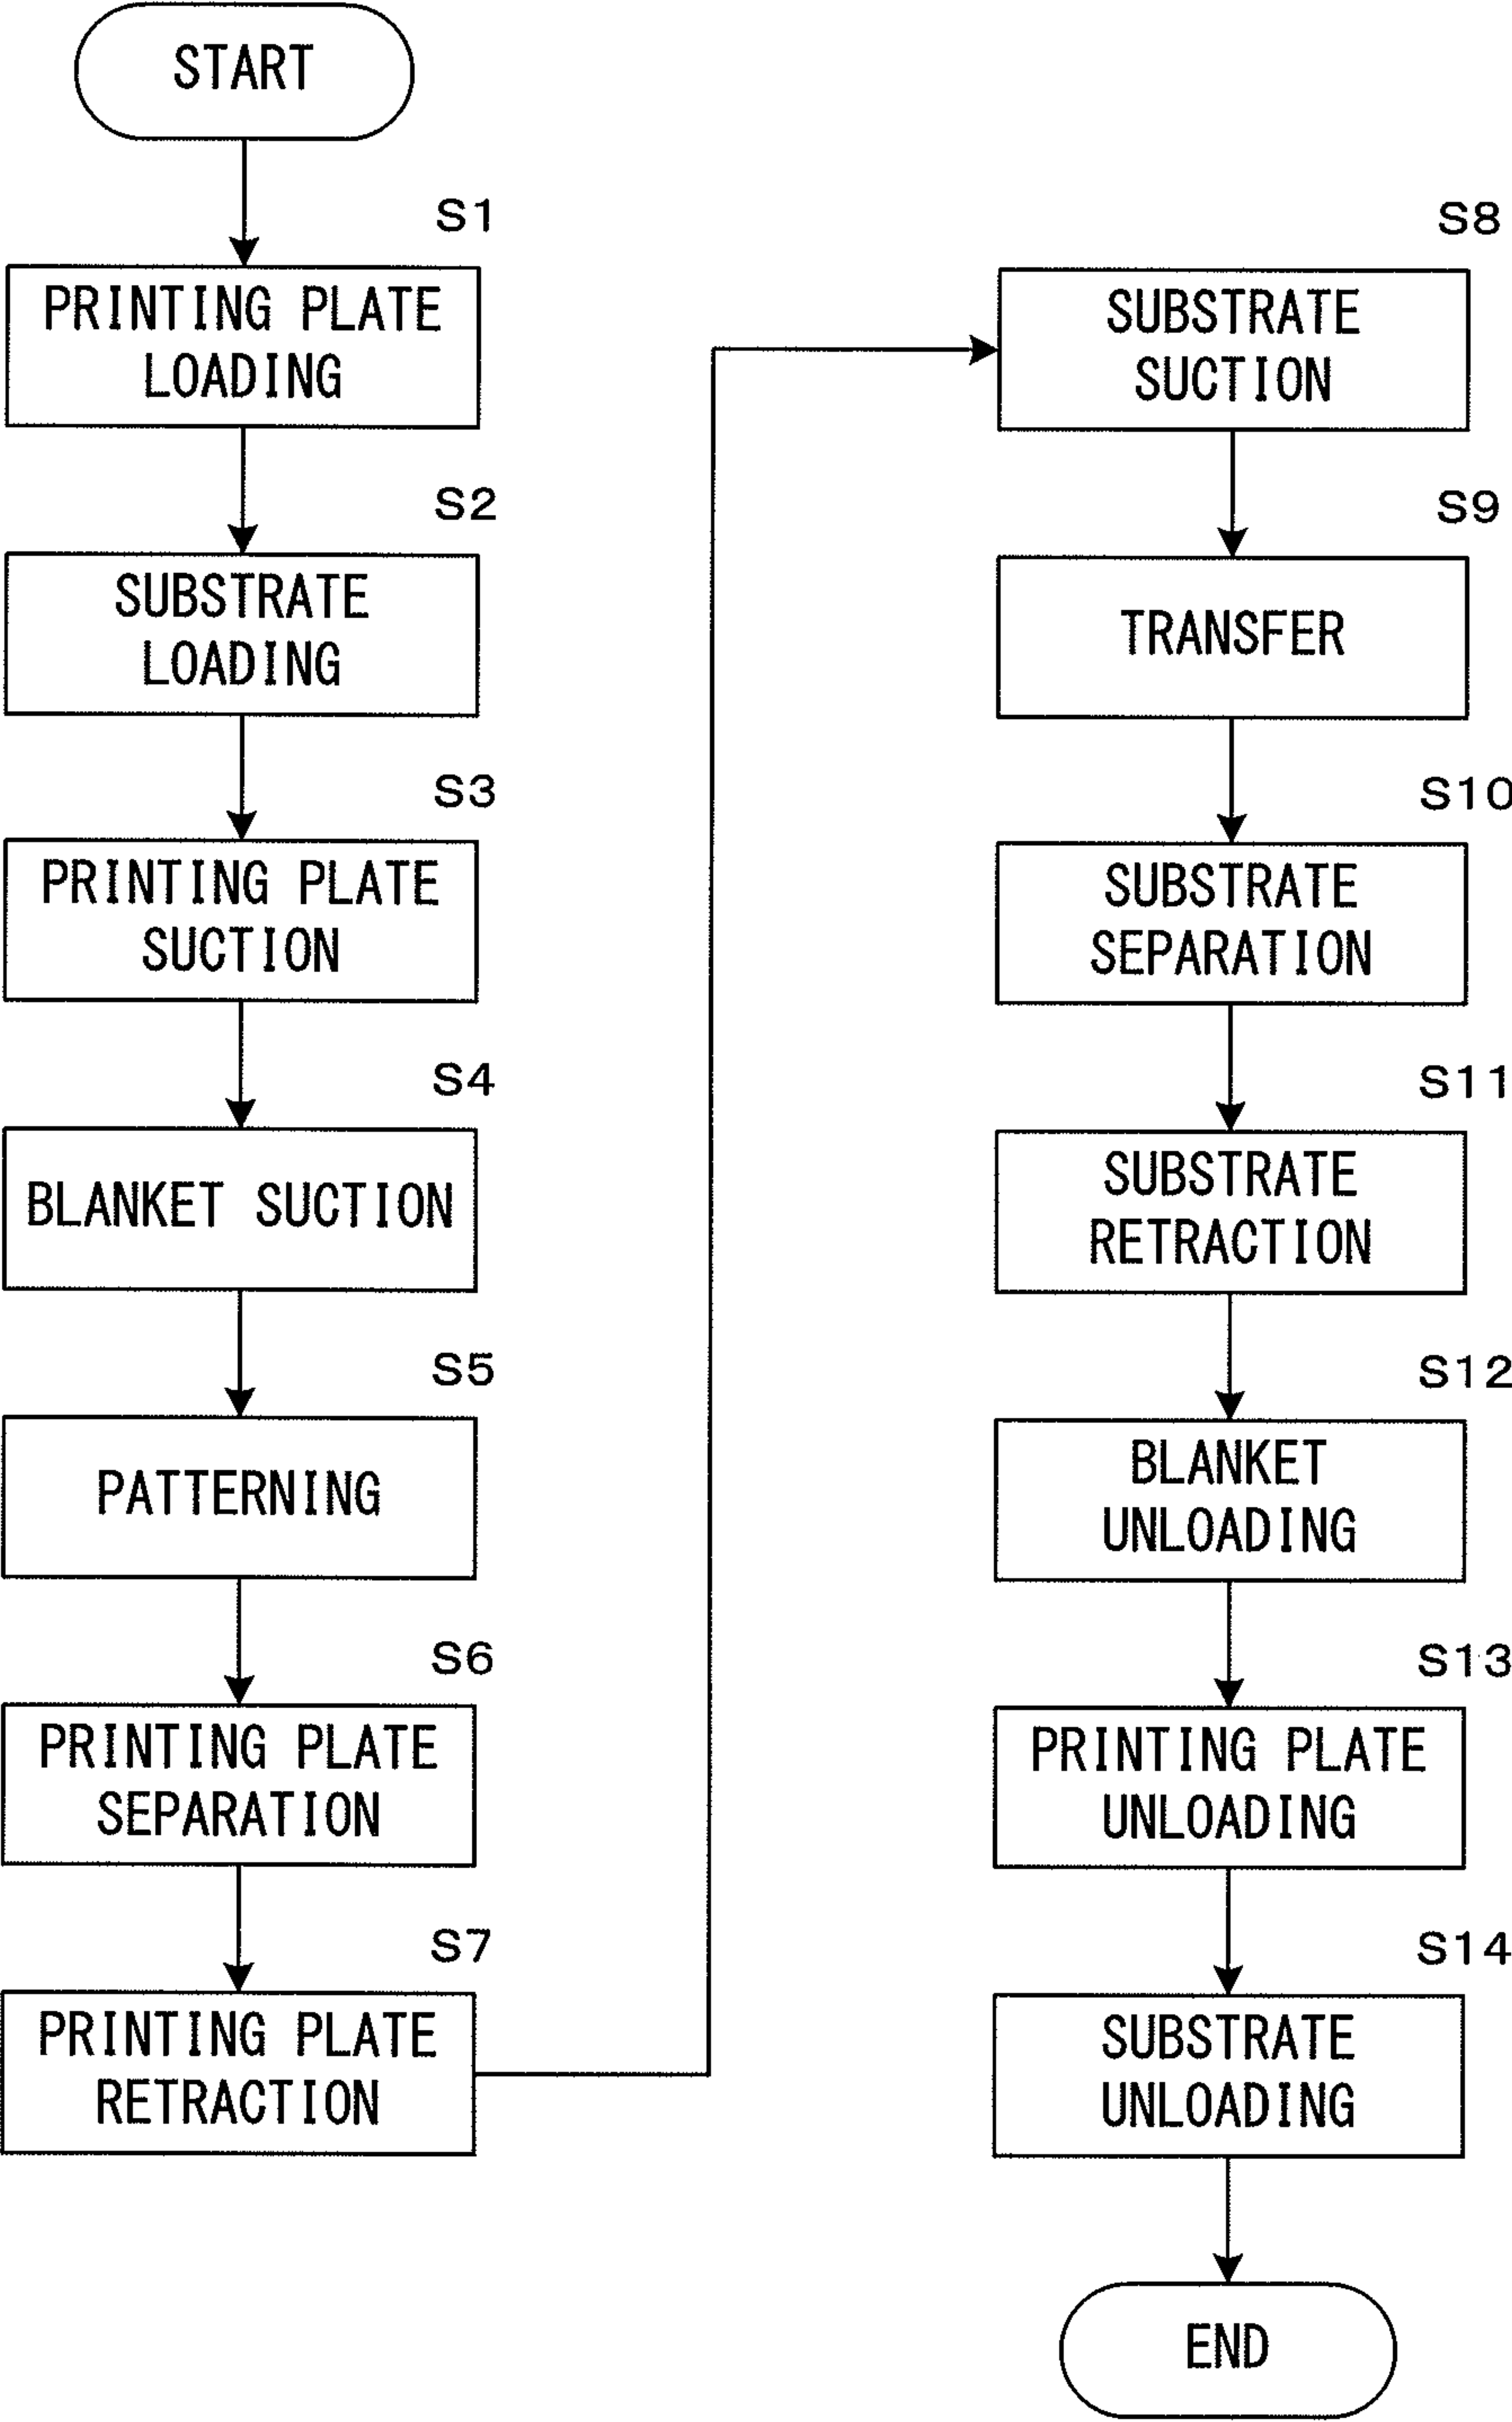 START
S1
PRINTING PLATE
LOADING
S2
SUBSTRATE
LOADING
S3
PRINTING PLATE
SUCTION
S4
BLANKET SUCTION
S5
PATTERNING
S6
PRINTING PLATE
SEPARATION
S7
PRINTING PLATE
RETRACTION
S8
SUBSTRATE
SUCTION
S9
TRANSFER
S10
SUBSTRATE
SEPARATION
S11
SUBSTRATE
RETRACTION
S12
BLANKET
UNLOADING
S13
PRINTING PLATE
UNLOADING
S14
SUBSTRATE
UNLOADING
END